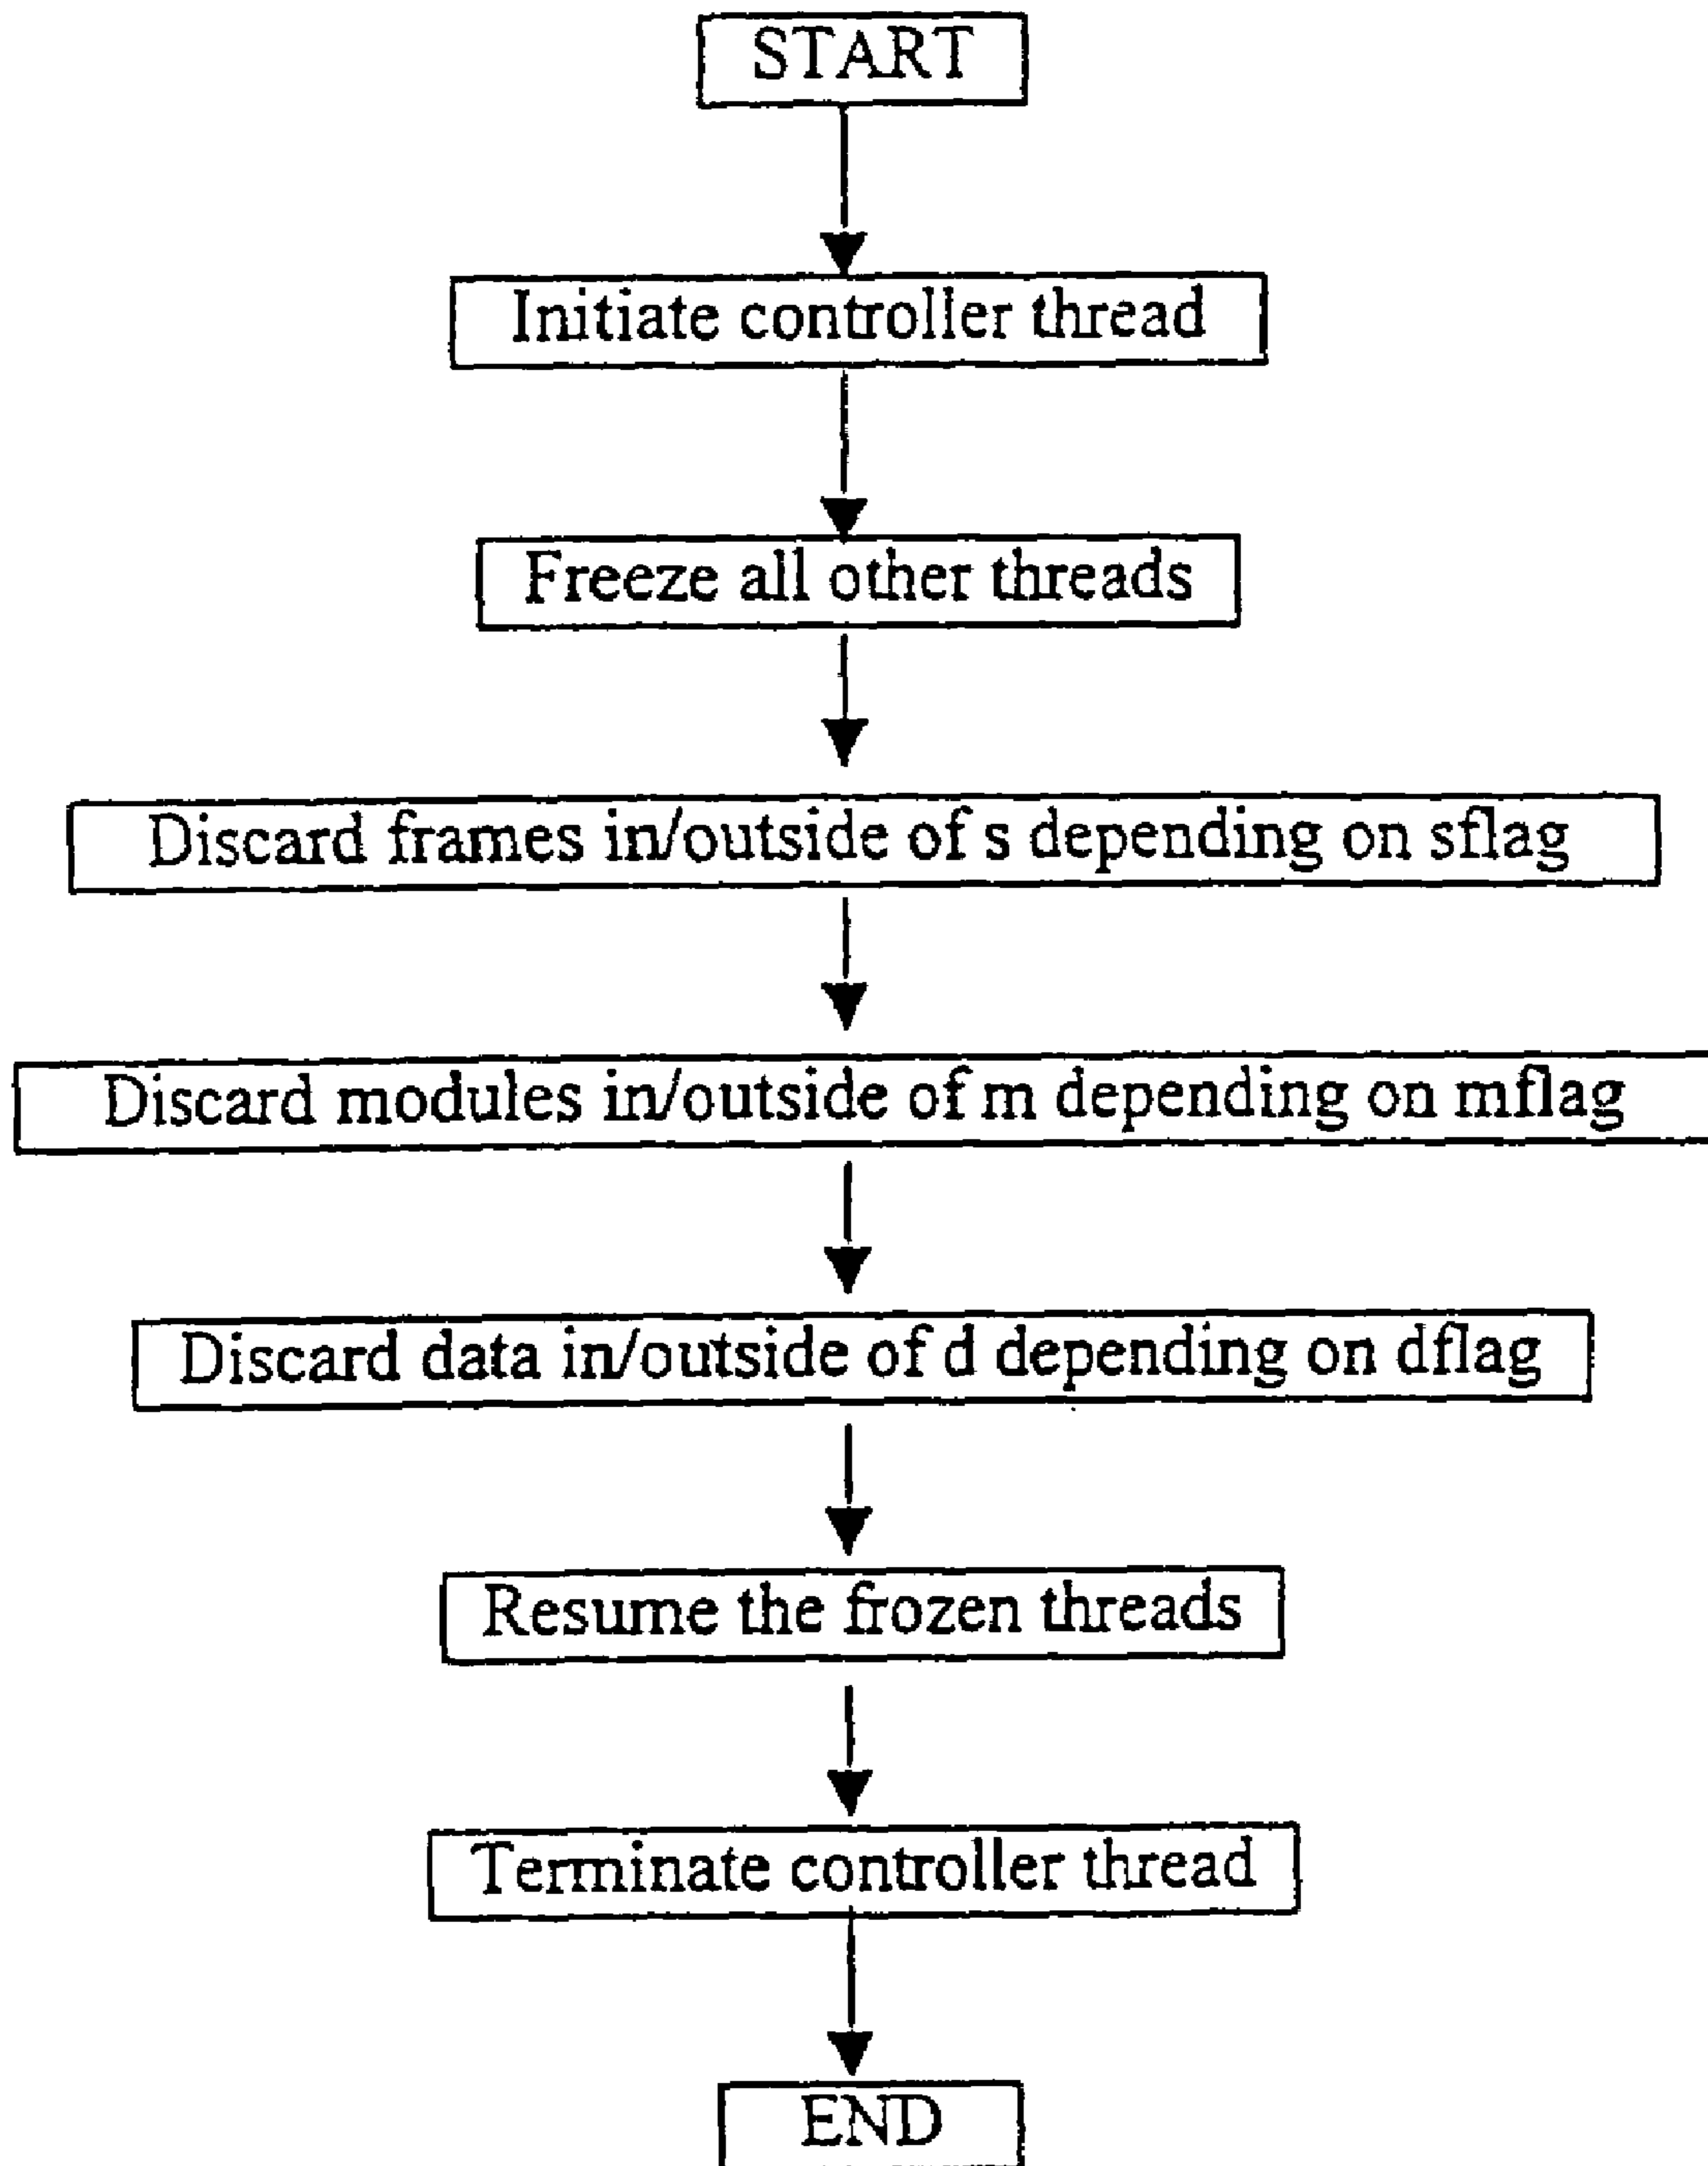 START
Initiate controller thread
Freeze all other threads
Discard frames in/outside of s depending on sflag
Discard modules in/outside of m depending on mflag
Discard data in/outside of d depending on dflag
Resume the frozen threads
Terminate controller thread
END